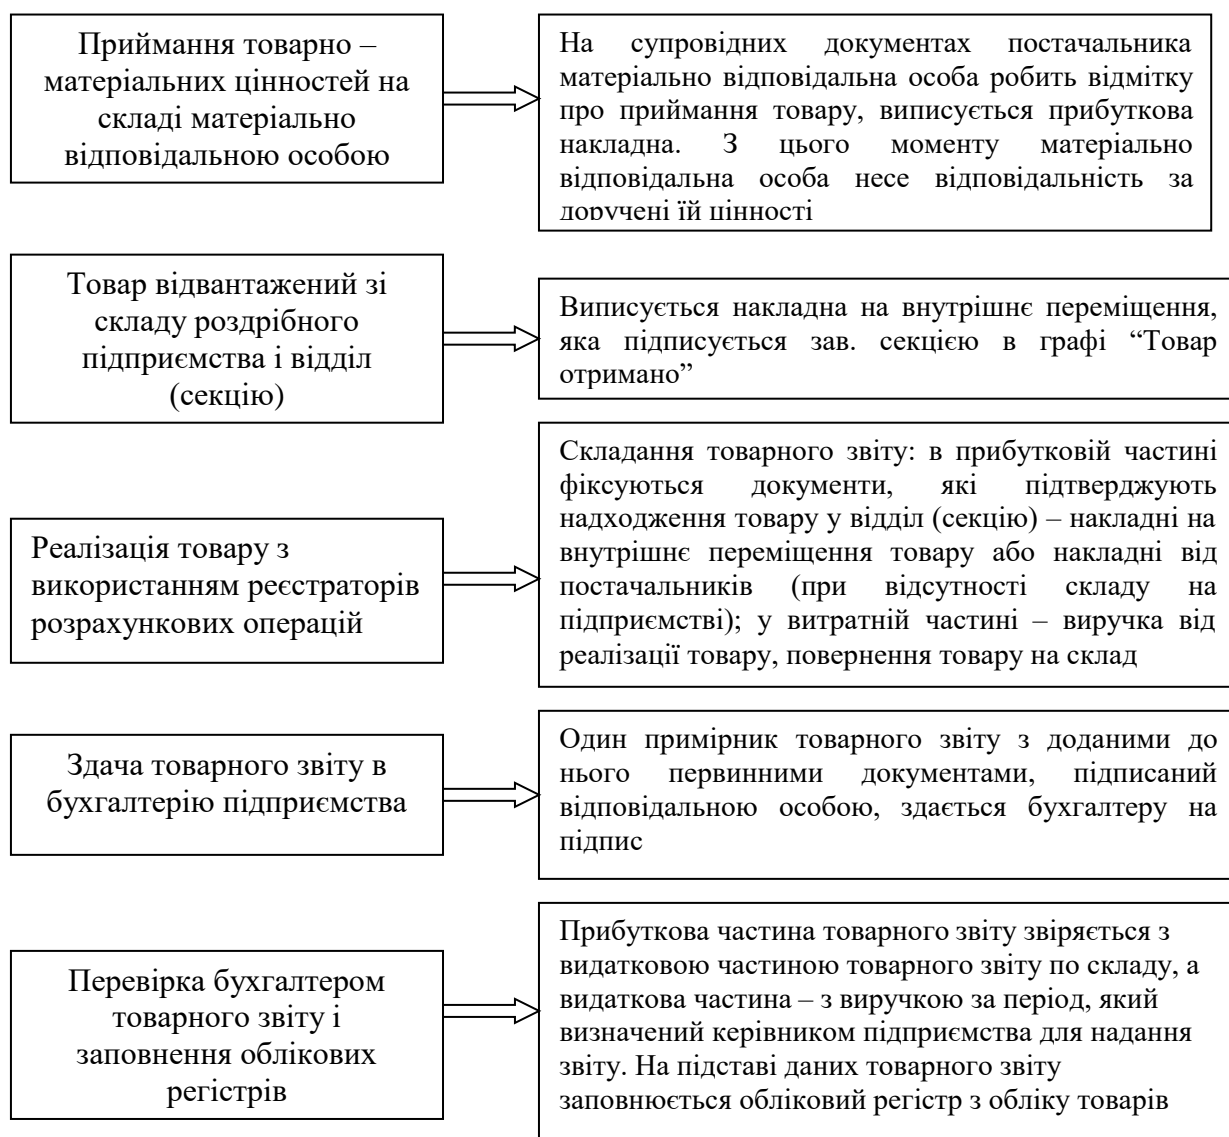 Приймання товарно –
матеріальних цінностей на
складі матеріально
відповідальною особою
На супровідних документах постачальника
матеріально відповідальна особа робить відмітку
про приймання товару, виписується прибуткова
накладна. З цього моменту матеріально
відповідальна особа несе відповідальність за
доручені їй цінності
Товар відвантажений зі
складу роздрібного
підприємства і відділ
(секцію)
Виписується накладна на внутрішнє переміщення,
яка підписується зав. секцією в графі “Товар
отримано”
Реалізація товару з
використанням реєстраторів
розрахункових операцій
Складання товарного звіту: в прибутковій частині
фіксуються документи, які підтверджують
надходження товару у відділ (секцію) – накладні на
внутрішнє переміщення товару або накладні від
постачальників (при відсутності складу на
підприємстві); у витратній частині – виручка від
реалізації товару, повернення товару на склад
Здача товарного звіту в
бухгалтерію підприємства
Один примірник товарного звіту з доданими до
нього первинними документами, підписаний
відповідальною особою, здається бухгалтеру на
підпис
Перевірка бухгалтером
товарного звіту і
заповнення облікових
регістрів
Прибуткова частина товарного звіту звіряється з
видатковою частиною товарного звіту по складу, а
видаткова частина – з виручкою за період, який
визначений керівником підприємства для надання
звіту. На підставі даних товарного звіту
заповнюється обліковий регістр з обліку товарів